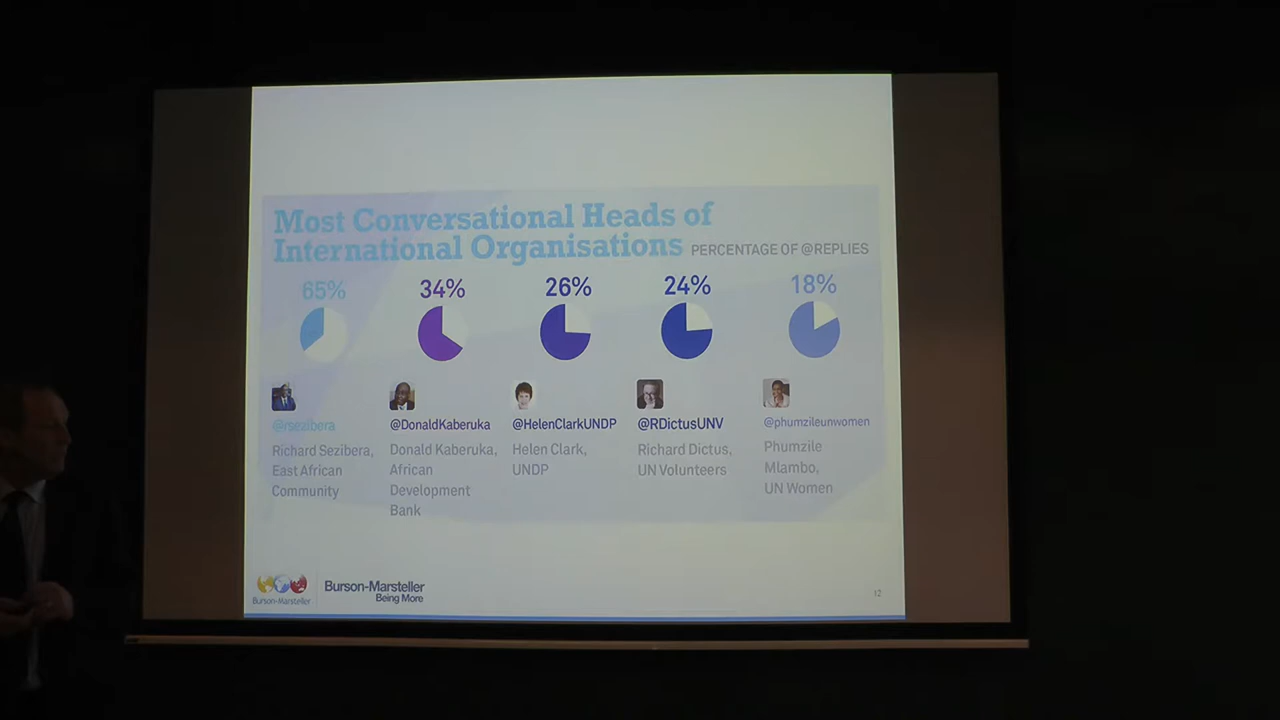 Most Conversational Heads of
International Organisations PERCENTAGE OF @REPLIES
65%
34%
26%
24%
18%
@rsezibera
Richard Sezibera,
East African
Community
@DonaldKaberuka
Donald Kaberuka,
African
Development
Bank
@HelenClarkUNDP
Helen Clark,
UNDP
@RDictusUNV
Richard Dictus,
UN Volunteers
@phumzileunwomen
Phumzile
Mlambo,
UN Women
Burson-Marsteller
Burson-Marsteller
Being More
12